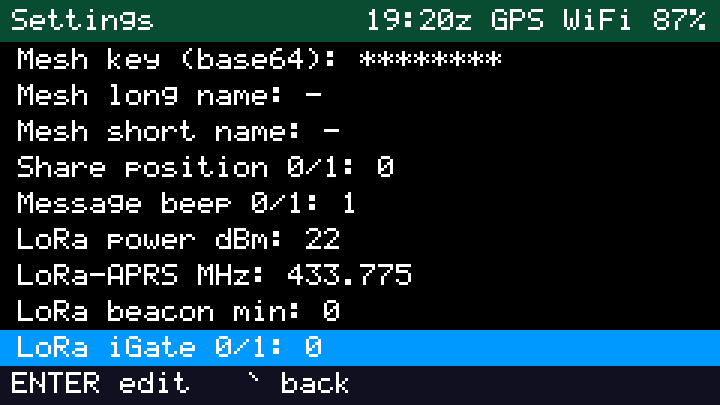 Settings 19:20z GPS WiFi 87%
Mesh key (base64): ********
Mesh long name: -
Mesh short name: -
Share position 0/1: 0
Message beep 0/1: 1
LoRa power dBm: 22
LoRa-APRS MHz: 433.775
LoRa beacon min: 0
LoRa iGate 0/1: 0
ENTER edit ` back